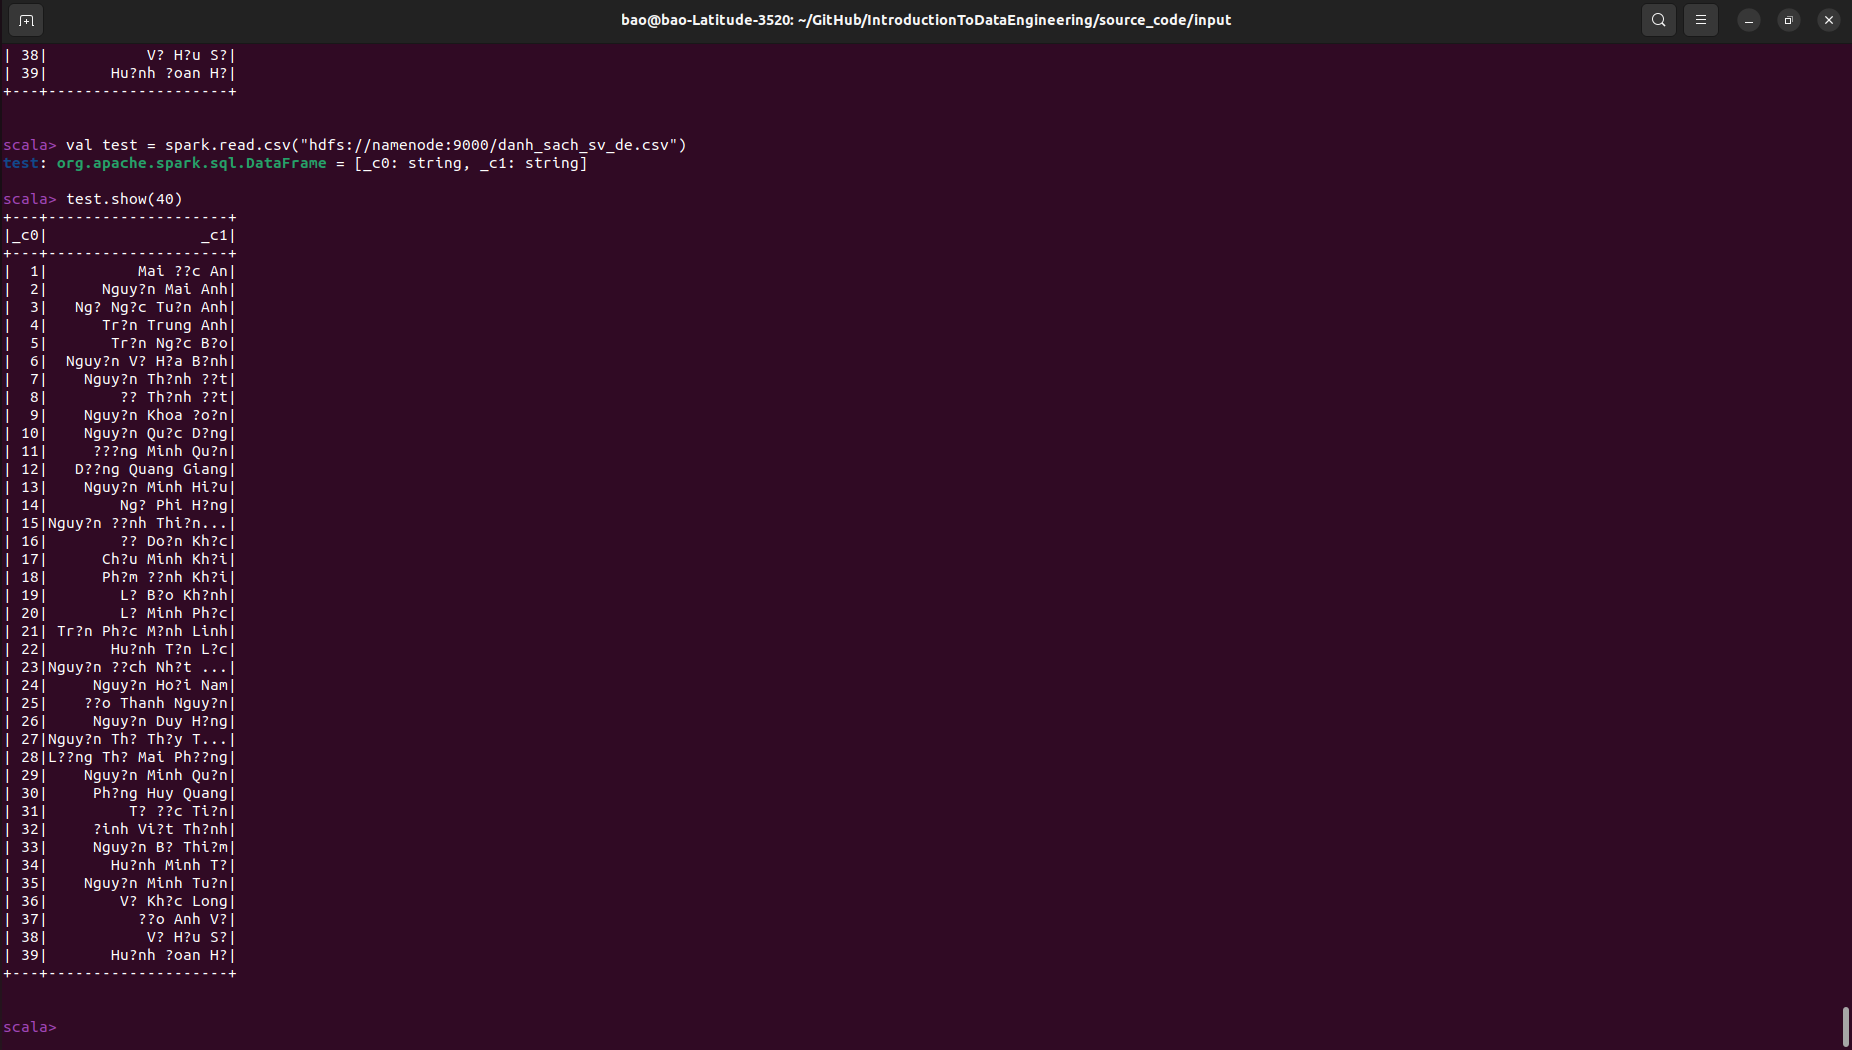 bao@bao-Latitude-3520: ~/GitHub/IntroductionToDataEngineering/source_code/input
| 38|          V? H?u S?|
| 39|       Hu?nh ?oan H?|
+---+--------------------+
scala> val test = spark.read.csv("hdfs://namenode:9000/danh_sach_sv_de.csv")
test: org.apache.spark.sql.DataFrame = [_c0: string, _c1: string]
scala> test.show(40)
+---+--------------------+
|_c0|                 _c1|
+---+--------------------+
|  1|          Mai ??c An|
|  2|      Nguy?n Mai Anh|
|  3|   Ng? Ng?c Tu?n Anh|
|  4|      Tr?n Trung Anh|
|  5|       Tr?n Ng?c B?o|
|  6|  Nguy?n V? H?a B?nh|
|  7|    Nguy?n Th?nh ??t|
|  8|        ?? Th?nh ??t|
|  9|    Nguy?n Khoa ?o?n|
| 10|    Nguy?n Qu?c D?ng|
| 11|     ???ng Minh Qu?n|
| 12|   D??ng Quang Giang|
| 13|    Nguy?n Minh Hi?u|
| 14|        Ng? Phi H?ng|
| 15|Nguy?n ??nh Thi?n...|
| 16|        ?? Do?n Kh?c|
| 17|      Ch?u Minh Kh?i|
| 18|      Ph?m ??nh Kh?i|
| 19|        L? B?o Kh?nh|
| 20|        L? Minh Ph?c|
| 21| Tr?n Ph?c M?nh Linh|
| 22|       Hu?nh T?n L?c|
| 23|Nguy?n ??ch Nh?t ...|
| 24|     Nguy?n Ho?i Nam|
| 25|    ??o Thanh Nguy?n|
| 26|     Nguy?n Duy H?ng|
| 27|Nguy?n Th? Th?y T...|
| 28|L??ng Th? Mai Ph??ng|
| 29|    Nguy?n Minh Qu?n|
| 30|     Ph?ng Huy Quang|
| 31|         T? ??c Ti?n|
| 32|     ?inh Vi?t Th?nh|
| 33|     Nguy?n B? Thi?m|
| 34|       Hu?nh Minh T?|
| 35|    Nguy?n Minh Tu?n|
| 36|        V? Kh?c Long|
| 37|          ??o Anh V?|
| 38|           V? H?u S?|
| 39|       Hu?nh ?oan H?|
+---+--------------------+
scala>